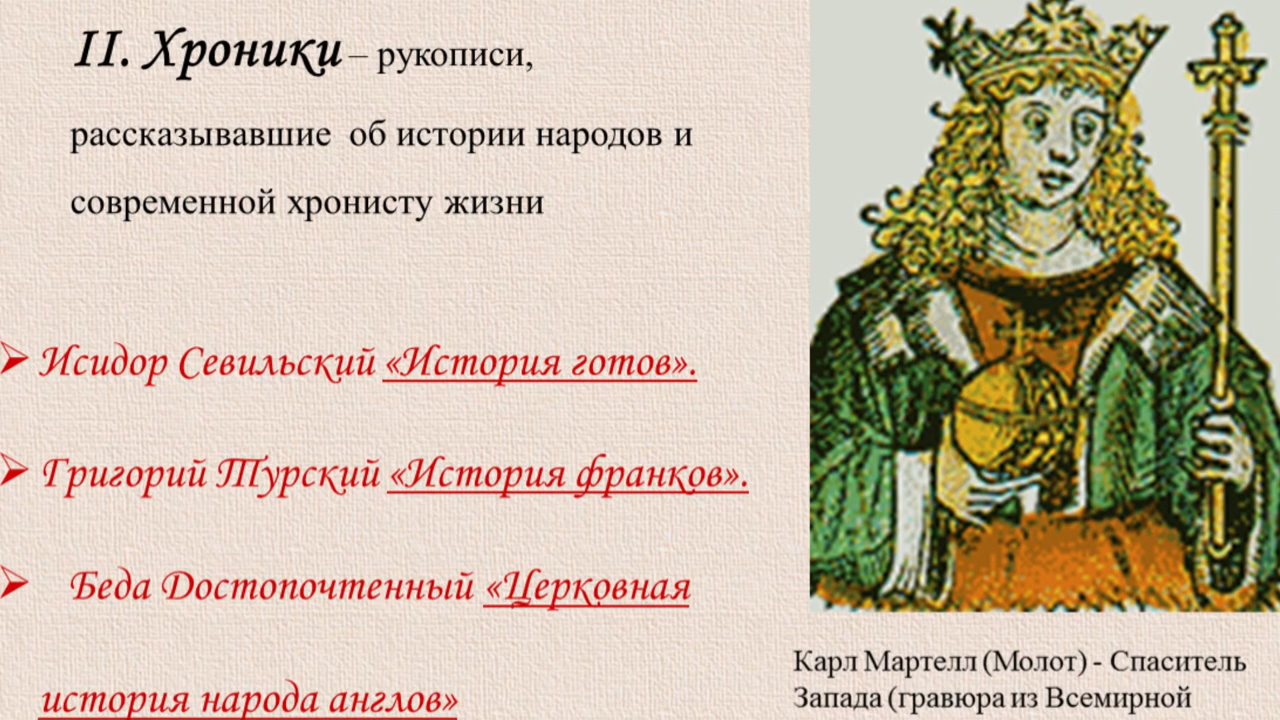 II. Хроники – рукописи,
рассказывавшие об истории народов и
современной хронисту жизни
Исидор Севильский «История готов».
Григорий Турский «История франков».
Беда Достопочтенный «Церковная
история народа англов»
Карл Мартелл (Молот) - Спаситель
Запада (гравюра из Всемирной